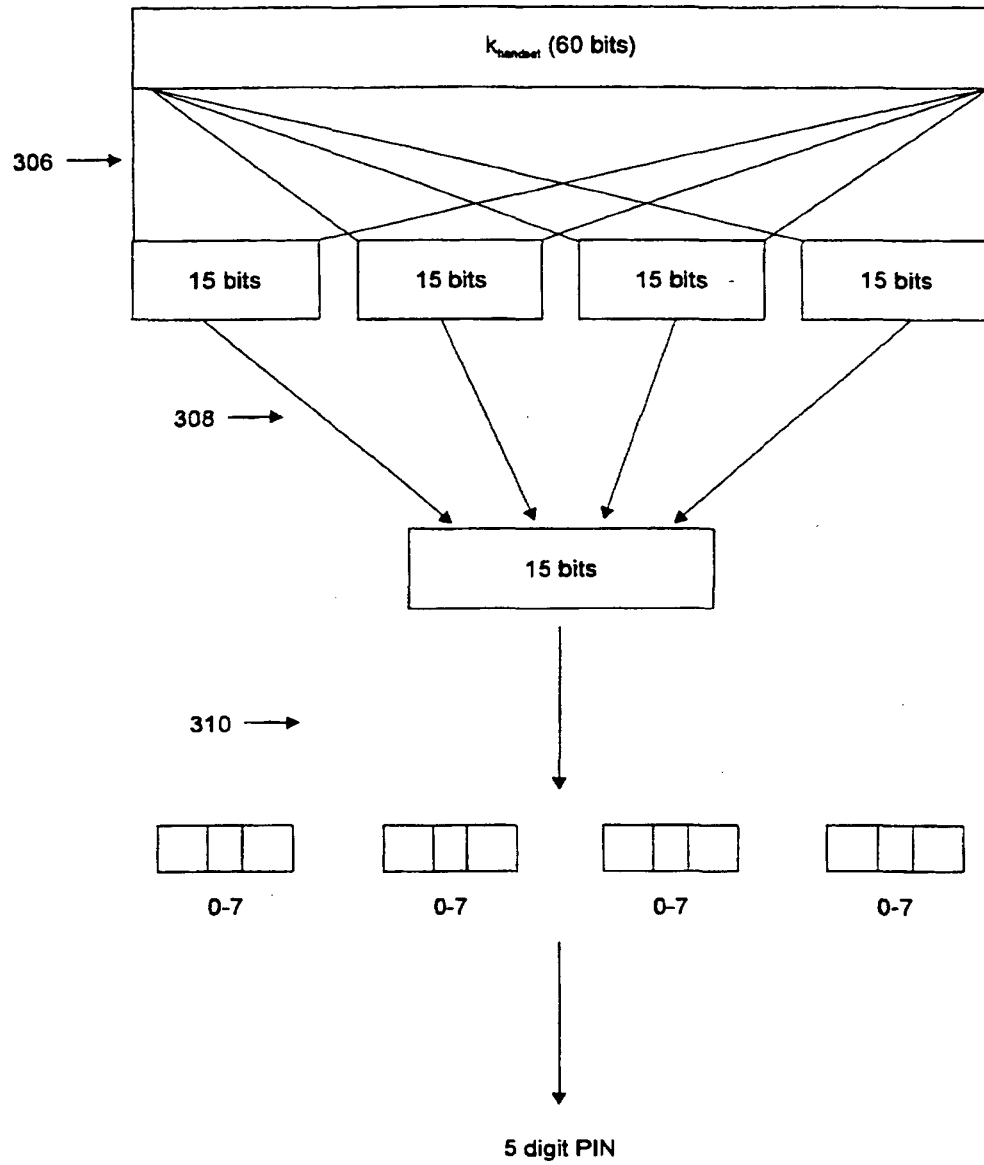 k_handset (60 bits)
306
15 bits 15 bits 15 bits 15 bits
308
15 bits
310
0-7 0-7 0-7 0-7
5 digit PIN